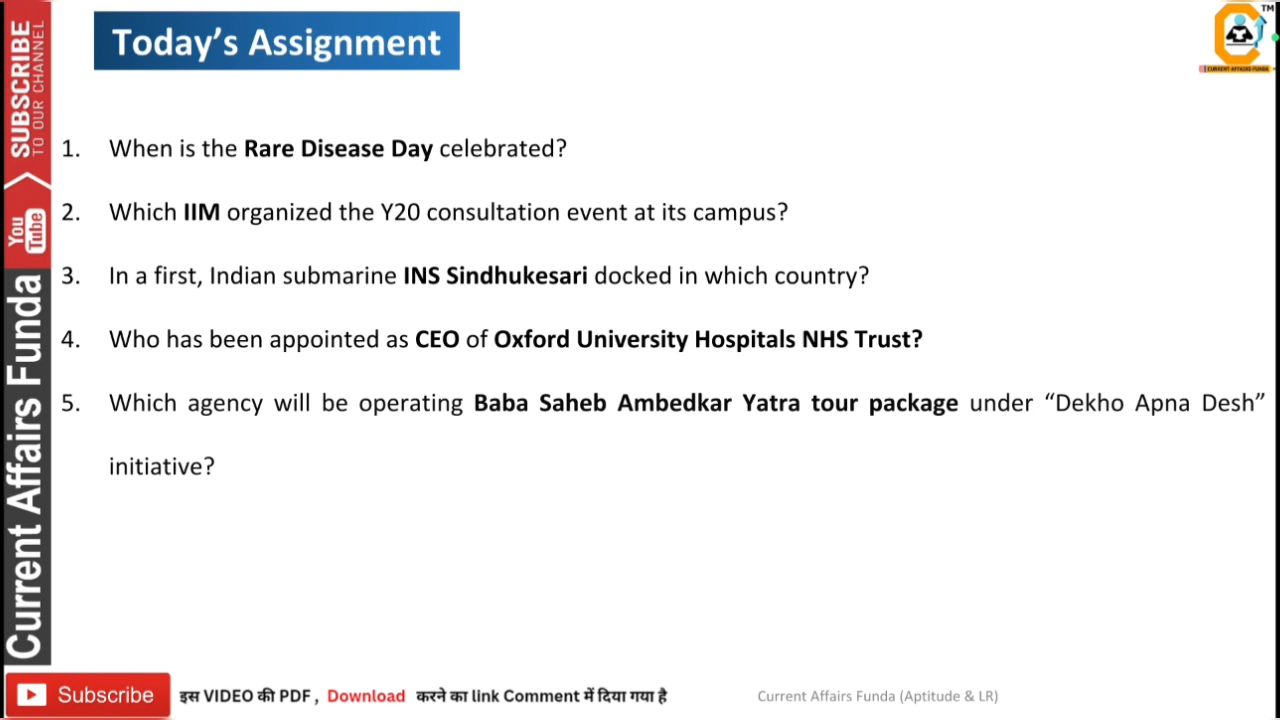 Today's Assignment
TM
CURRENT AFFAIRS FUNDA
SUBSCRIBE
TO OUR CHANNEL
You
Tube
Current Affairs Funda
1. When is the Rare Disease Day celebrated?
2. Which IIM organized the Y20 consultation event at its campus?
3. In a first, Indian submarine INS Sindhukesari docked in which country?
4. Who has been appointed as CEO of Oxford University Hospitals NHS Trust?
5. Which agency will be operating Baba Saheb Ambedkar Yatra tour package under “Dekho Apna Desh”
initiative?
Subscribe
इस VIDEO की PDF , Download करने का link Comment में दिया गया है
Current Affairs Funda (Aptitude & LR)